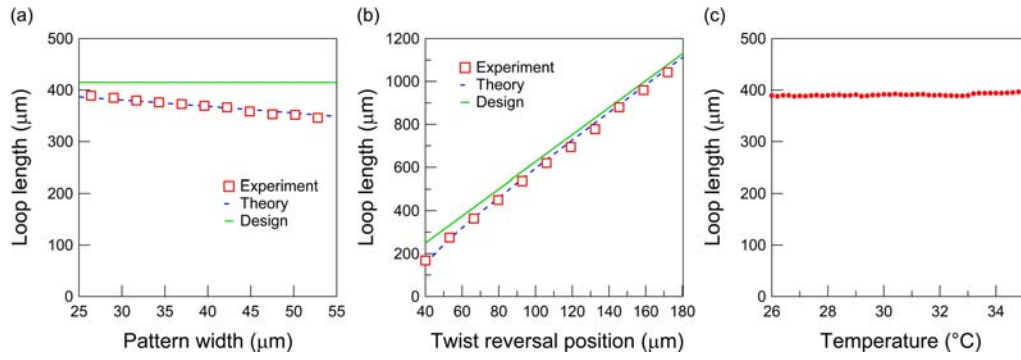 (a)
500
400
300
200
100
0
Loop length (μm)
Experiment
Theory
Design
25 30 35 40 45 50 55
Pattern width (μm)
(b)
1200
1000
800
600
400
200
0
Loop length (μm)
Experiment
Theory
Design
40 60 80 100 120 140 160 180
Twist reversal position (μm)
(c)
500
400
300
200
100
0
Loop length (μm)
26 28 30 32 34
Temperature (°C)